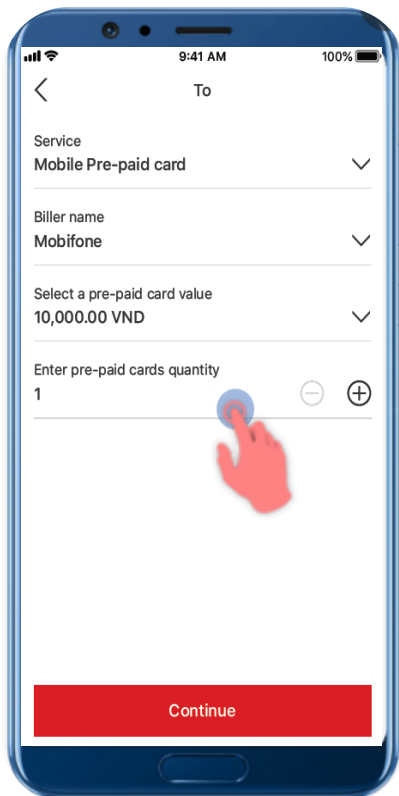 9:41 AM
100%
To
Service
Mobile Pre-paid card
Biller name
Mobifone
Select a pre-paid card value
10,000.00 VND
Enter pre-paid cards quantity
1
Continue